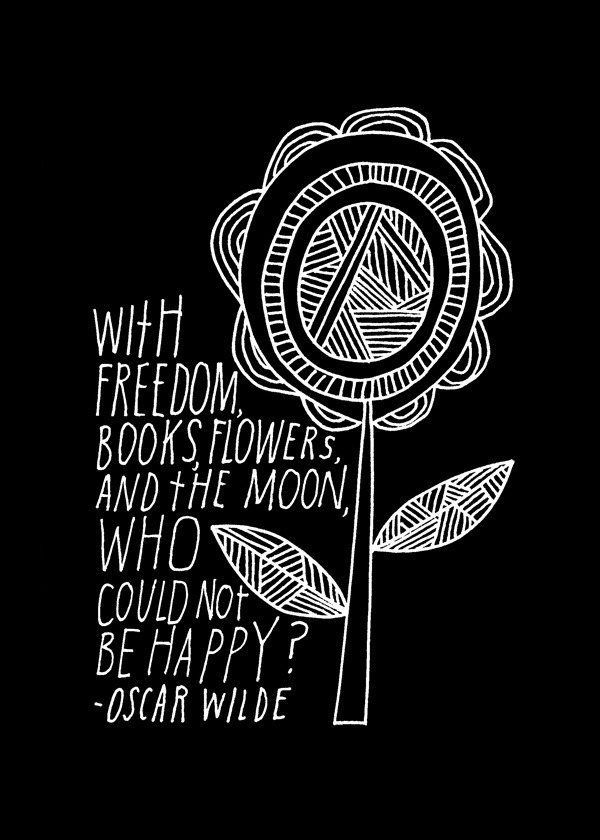 WItH
FREEDOM,
BOOKS, FLOWERs,
AND tHE MOON,
WHO
COULD NOt
BE HAPPY?
-OSCAR WILDE